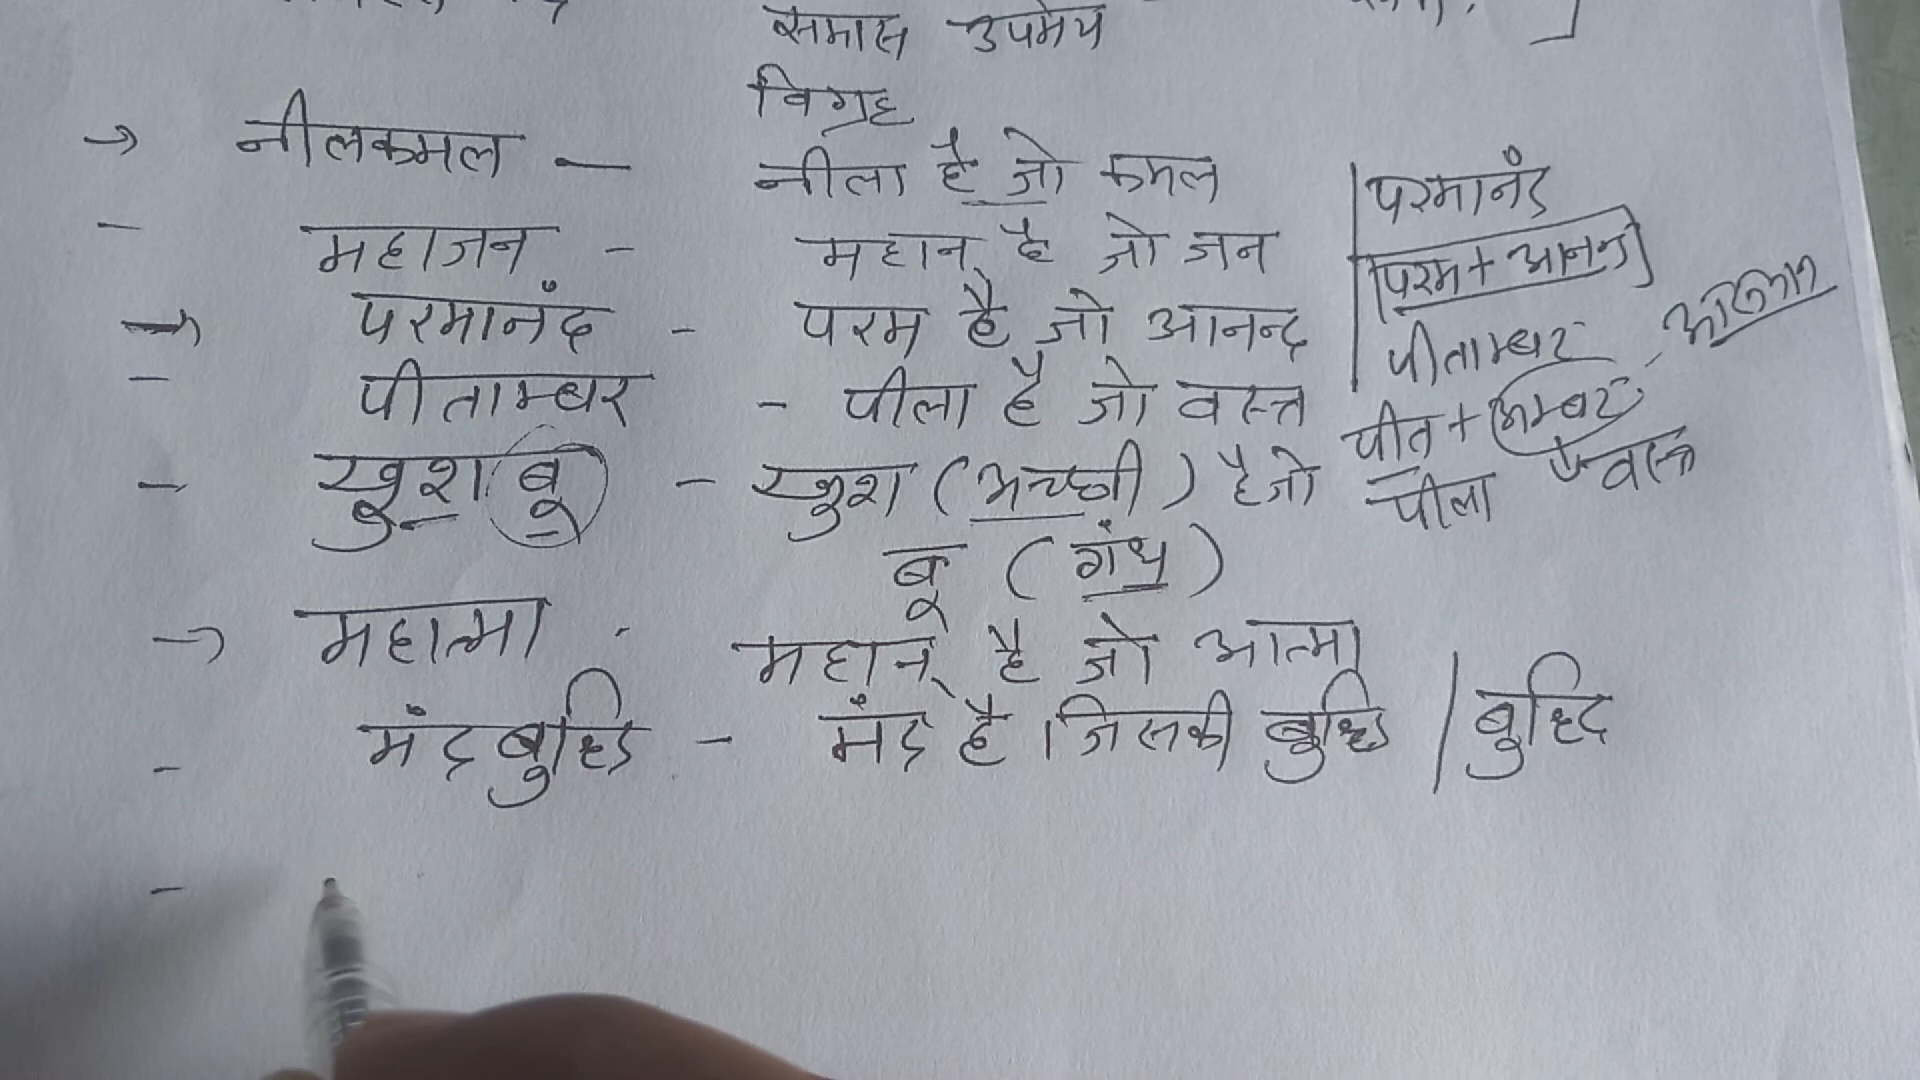 समास उपमेय
विग्रह
नीलकमल — नीला है जो कमल
- महाजन - महान् है जो जन
→ परमानंद - परम है जो आनन्द
- पीताम्बर - पीला है जो वस्त्र
- खुशबू - खुश (अच्छी) है जो
बू (गंध)
→ महात्मा - महान् है जो आत्मा
- मंदबुद्धि - मंद है जिसकी बुद्धि / बुद्धि
-
परमानंद
परम + आनन्द
पीताम्बर
पीत + अम्बर
पीला वस्त्र